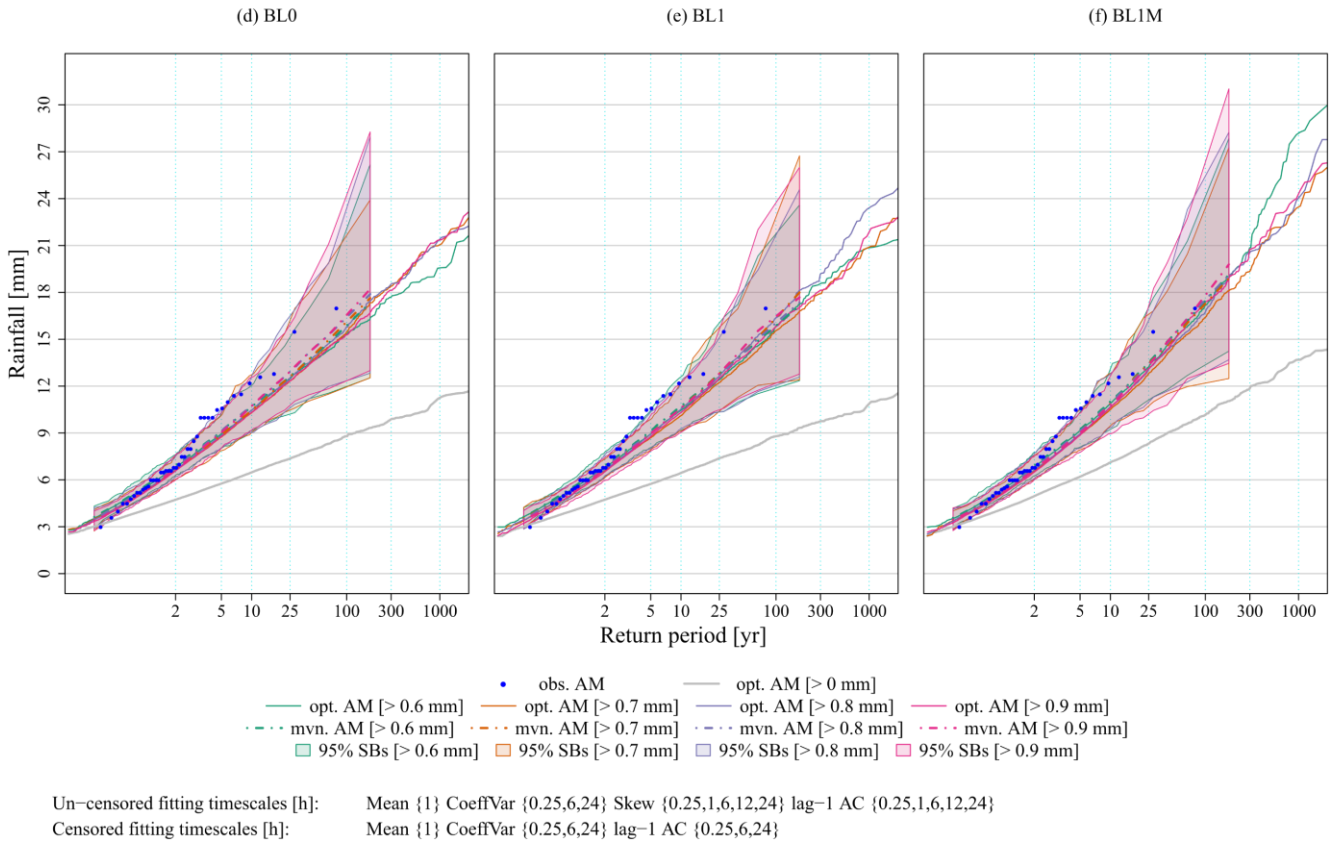 (d) BL0 (e) BL1 (f) BL1M
30
27
24
21
18
15
12
9
6
3
0
Rainfall [mm]
2 5 10 25 100 300 1000 2 5 10 25 100 300 1000 2 5 10 25 100 300 1000
Return period [yr]
obs. AM opt. AM [> 0 mm]
opt. AM [> 0.6 mm] opt. AM [> 0.7 mm] opt. AM [> 0.8 mm] opt. AM [> 0.9 mm]
mvn. AM [> 0.6 mm] mvn. AM [> 0.7 mm] mvn. AM [> 0.8 mm] mvn. AM [> 0.9 mm]
95% SBs [> 0.6 mm] 95% SBs [> 0.7 mm] 95% SBs [> 0.8 mm] 95% SBs [> 0.9 mm]
Un−censored fitting timescales [h]: Mean {1} CoeffVar {0.25,6,24} Skew {0.25,1,6,12,24} lag−1 AC {0.25,1,6,12,24}
Censored fitting timescales [h]: Mean {1} CoeffVar {0.25,6,24} lag−1 AC {0.25,6,24}